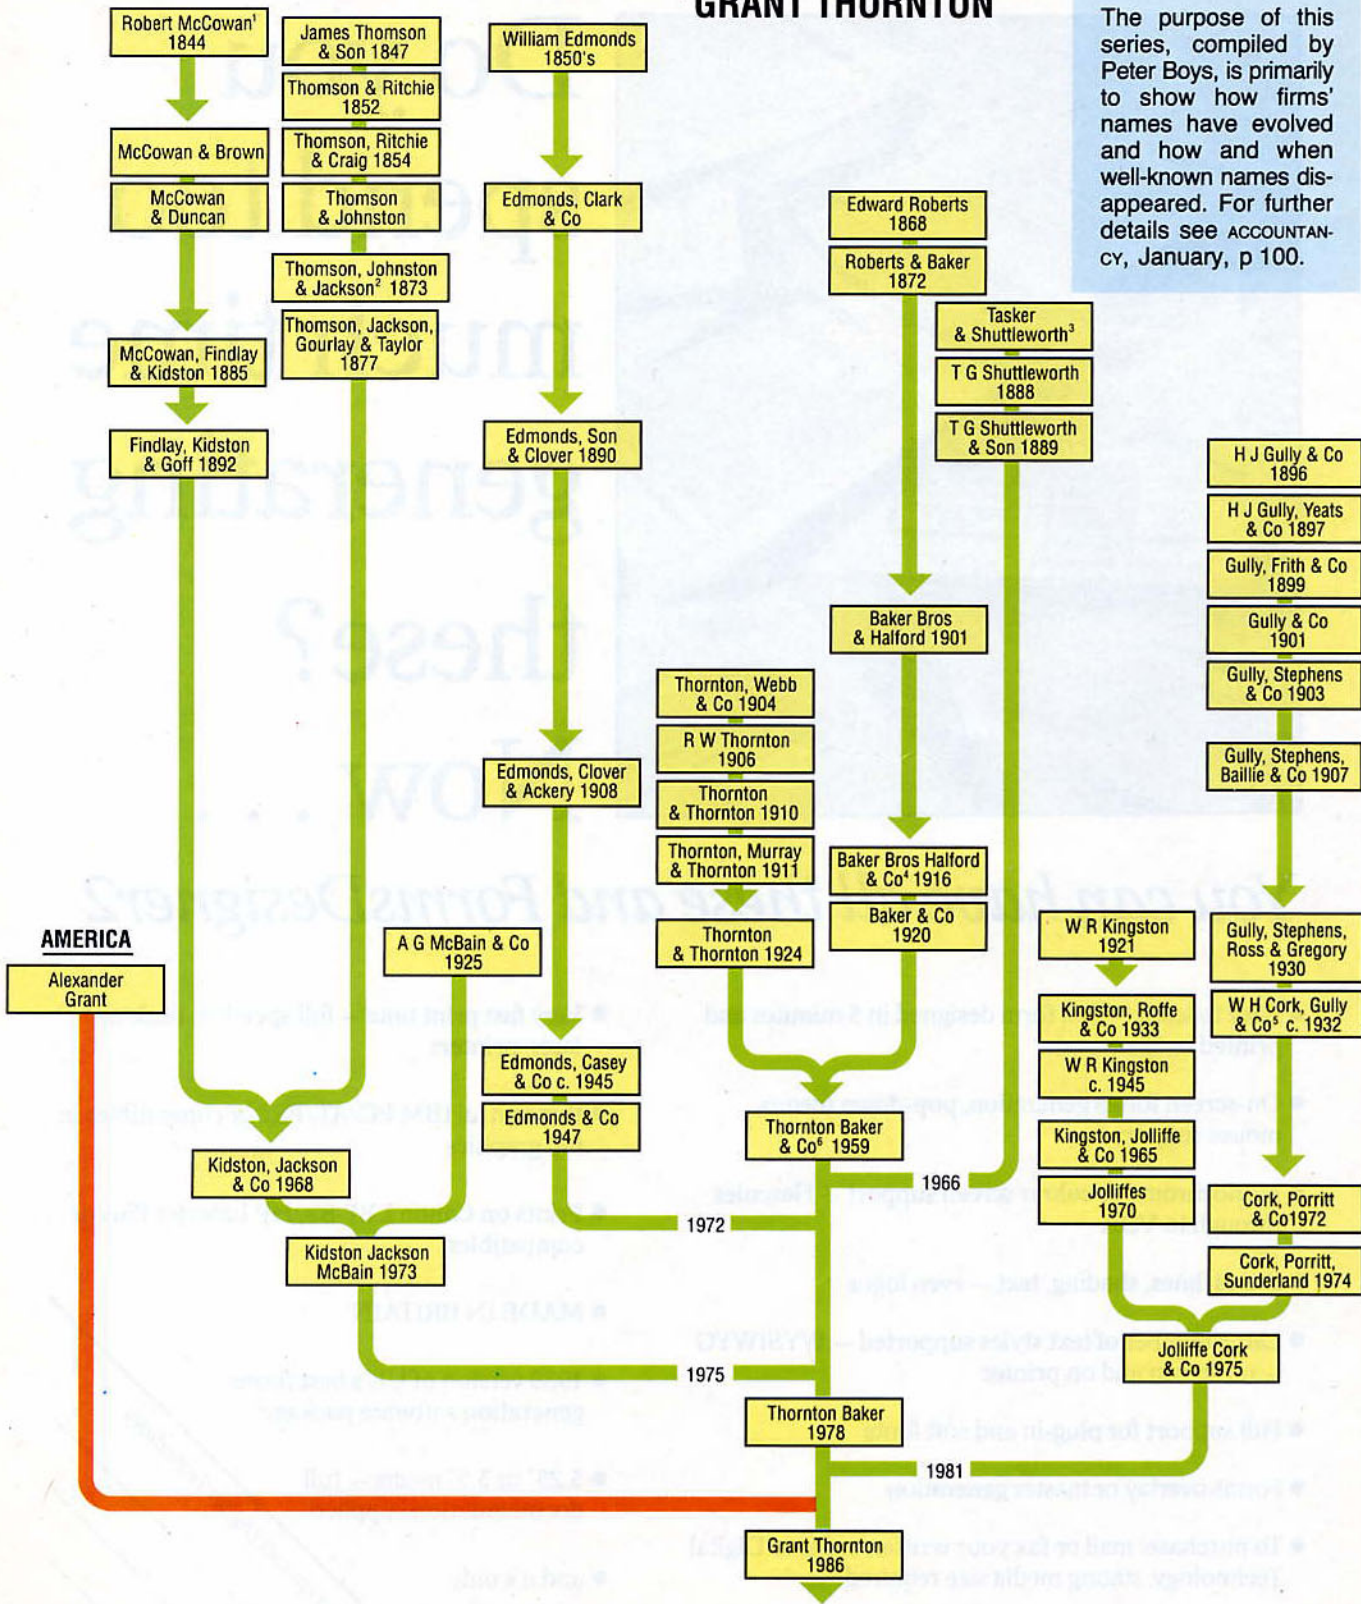 GRANT THORNTON
The purpose of this
series, compiled by
Peter Boys, is primarily
to show how firms'
names have evolved
and how and when
well-known names dis-
appeared. For further
details see ACCOUNTAN-
CY, January, p 100.
Robert McCowan¹
1844
McCowan & Brown
McCowan
& Duncan
McCowan, Findlay
& Kidston 1885
Findlay, Kidston
& Goff 1892
James Thomson
& Son 1847
Thomson & Ritchie
1852
Thomson, Ritchie
& Craig 1854
Thomson
& Johnston
Thomson, Johnston
& Jackson² 1873
Thomson, Jackson,
Gourlay & Taylor
1877
William Edmonds
1850's
Edmonds, Clark
& Co
Edmonds, Son
& Clover 1890
Edmonds, Clover
& Ackery 1908
Edmonds, Casey
& Co c. 1945
Edmonds & Co
1947
Edward Roberts
1868
Roberts & Baker
1872
Baker Bros
& Halford 1901
Baker Bros Halford
& Co⁴ 1916
Baker & Co
1920
Tasker
& Shuttleworth³
T G Shuttleworth
1888
T G Shuttleworth
& Son 1889
H J Gully & Co
1896
H J Gully, Yeats
& Co 1897
Gully, Frith & Co
1899
Gully & Co
1901
Gully, Stephens
& Co 1903
Gully, Stephens,
Baillie & Co 1907
Gully, Stephens,
Ross & Gregory
1930
W H Cork, Gully
& Co⁵ c. 1932
Cork, Porritt
& Co1972
Cork, Porritt,
Sunderland 1974
Thornton, Webb
& Co 1904
R W Thornton
1906
Thornton
& Thornton 1910
Thornton, Murray
& Thornton 1911
Thornton
& Thornton 1924
W R Kingston
1921
Kingston, Roffe
& Co 1933
W R Kingston
c. 1945
Kingston, Jolliffe
& Co 1965
Jolliffes
1970
AMERICA
Alexander
Grant
A G McBain & Co
1925
Kidston, Jackson
& Co 1968
Kidston Jackson
McBain 1973
Thornton Baker
& Co⁶ 1959
1966
1972
1975
Jolliffe Cork
& Co 1975
Thornton Baker
1978
1981
Grant Thornton
1986